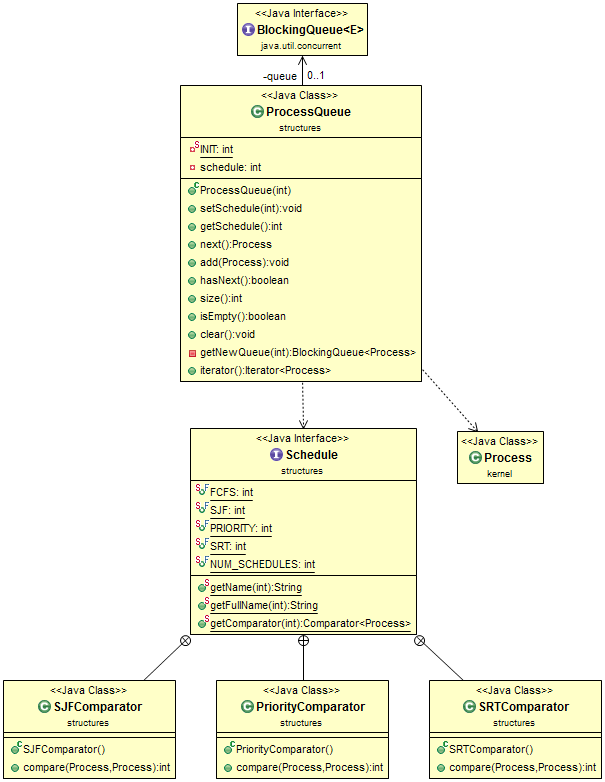 <<Java Interface>>
BlockingQueue<E>
java.util.concurrent
-queue 0..1
<<Java Class>>
ProcessQueue
structures
INIT: int
schedule: int
ProcessQueue(int)
setSchedule(int):void
getSchedule():int
next():Process
add(Process):void
hasNext():boolean
size():int
isEmpty():boolean
clear():void
getNewQueue(int):BlockingQueue<Process>
iterator():Iterator<Process>
<<Java Interface>>
Schedule
structures
FCFS: int
SJF: int
PRIORITY: int
SRT: int
NUM_SCHEDULES: int
getName(int):String
getFullName(int):String
getComparator(int):Comparator<Process>
<<Java Class>>
Process
kernel
<<Java Class>>
SJFComparator
structures
SJFComparator()
compare(Process,Process):int
<<Java Class>>
PriorityComparator
structures
PriorityComparator()
compare(Process,Process):int
<<Java Class>>
SRTComparator
structures
SRTComparator()
compare(Process,Process):int